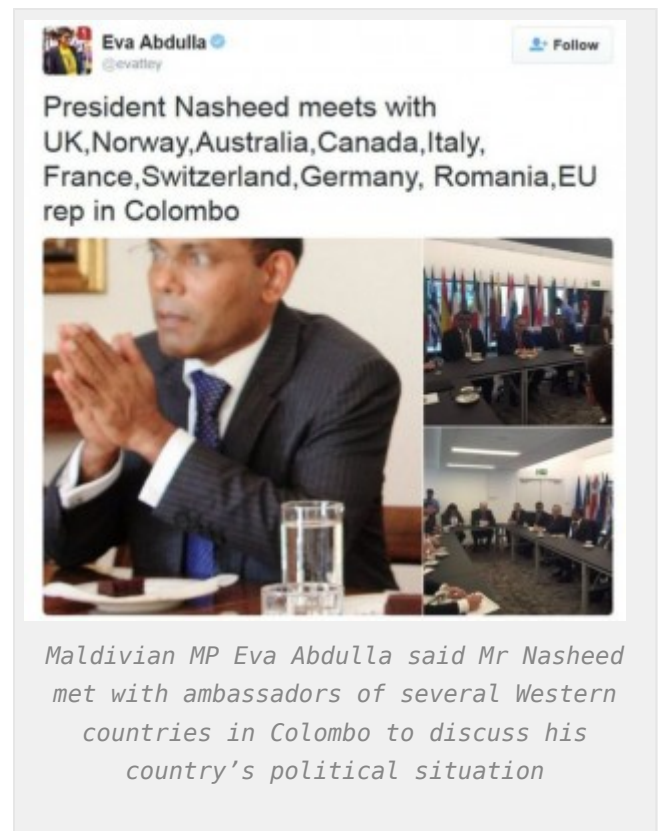 Eva Abdulla
@evattey
Follow
President Nasheed meets with
UK,Norway,Australia,Canada,Italy,
France,Switzerland,Germany, Romania,EU
rep in Colombo
Maldivian MP Eva Abdulla said Mr Nasheed
met with ambassadors of several Western
countries in Colombo to discuss his
country’s political situation